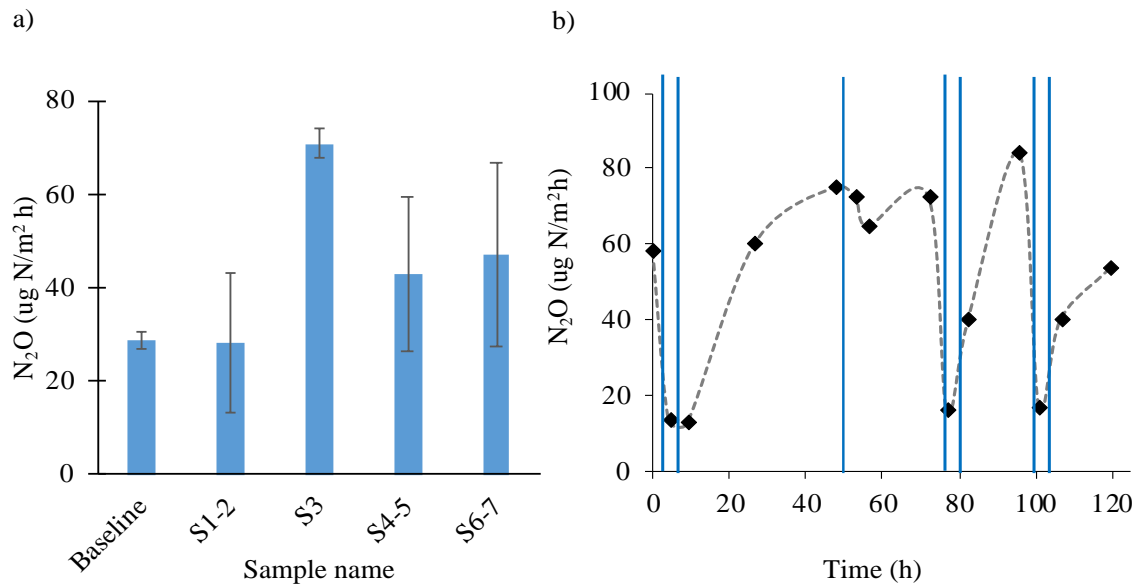 a)
N₂O (ug N/m² h)
80
60
40
20
0
Baseline
S1-2
S3
S4-5
S6-7
Sample name
b)
N₂O (ug N/m²h)
100
80
60
40
20
0
0 20 40 60 80 100 120
Time (h)